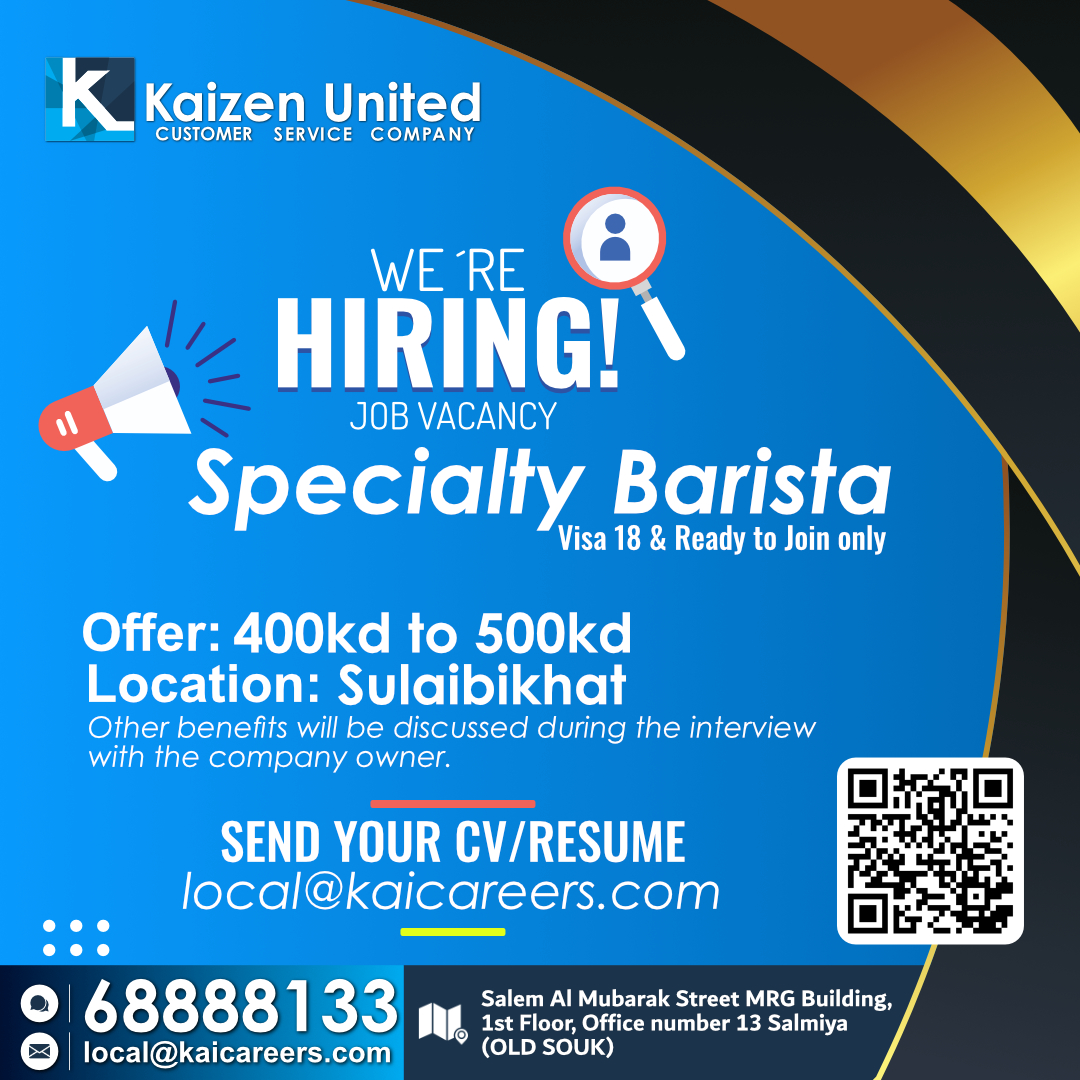 K
Kaizen United
CUSTOMER SERVICE COMPANY
WE ´RE
HIRING!
JOB VACANCY
Specialty Barista
Visa 18 & Ready to Join only
Offer: 400kd to 500kd
Location: Sulaibikhat
Other benefits will be discussed during the interview
with the company owner.
SEND YOUR CV/RESUME
local@kaicareers.com
68888133
local@kaicareers.com
Salem Al Mubarak Street MRG Building,
1st Floor, Office number 13 Salmiya
(OLD SOUK)